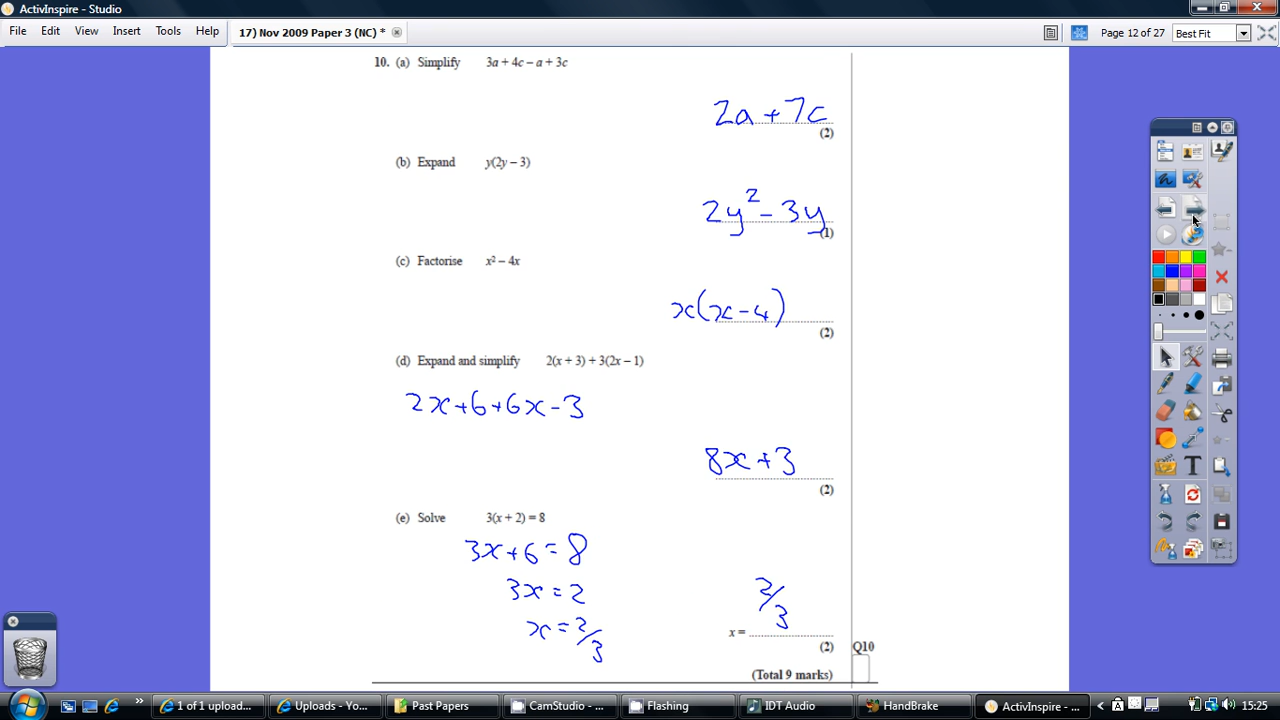 ActivInspire - Studio
File Edit View Insert Tools Help 17) Nov 2009 Paper 3 (NC) * Page 12 of 27 Best Fit
10. (a) Simplify 3a + 4c – a + 3c
2a + 7c
(2)
(b) Expand y(2y – 3)
2y² - 3y
(1)
(c) Factorise x² – 4x
x(x - 4)
(2)
(d) Expand and simplify 2(x + 3) + 3(2x – 1)
2x + 6 + 6x - 3
8x + 3
(2)
(e) Solve 3(x + 2) = 8
3x + 6 = 8
3x = 2
x = 2/3
2/3
x =
(2) Q10
(Total 9 marks)
1 of 1 upload... Uploads - Yo... Past Papers CamStudio - ... Flashing IDT Audio HandBrake ActivInspire - ... 15:25